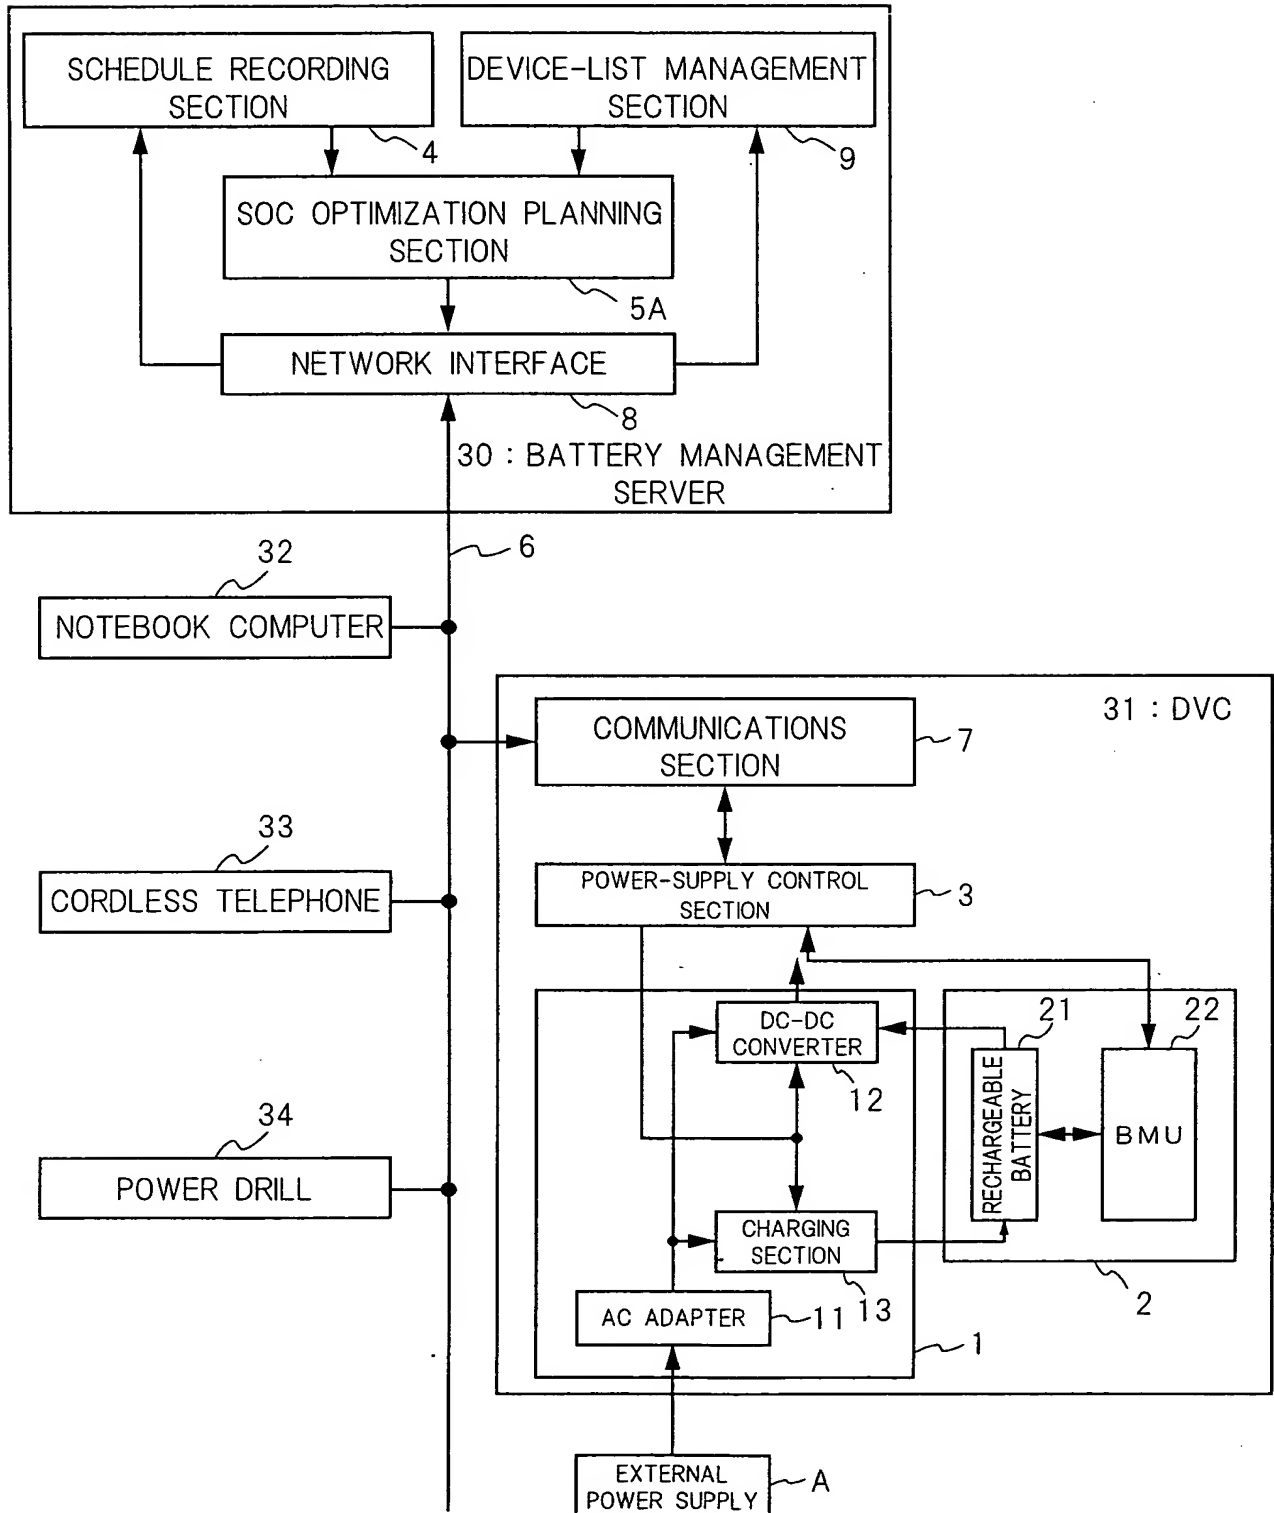 SCHEDULE RECORDING
SECTION
4
DEVICE-LIST MANAGEMENT
SECTION
9
SOC OPTIMIZATION PLANNING
SECTION
5A
NETWORK INTERFACE
8
30 : BATTERY MANAGEMENT
SERVER
6
32
NOTEBOOK COMPUTER
31 : DVC
COMMUNICATIONS
SECTION
7
33
CORDLESS TELEPHONE
POWER-SUPPLY CONTROL
SECTION
3
DC-DC
CONVERTER
12
21
22
RECHARGEABLE
BATTERY
BMU
34
POWER DRILL
CHARGING
SECTION
13
2
AC ADAPTER
11
1
EXTERNAL
POWER SUPPLY
A